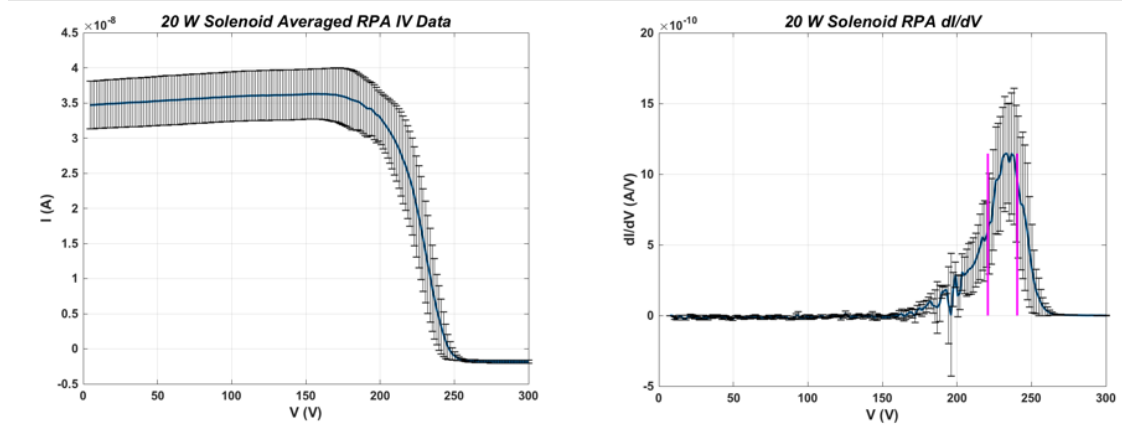 20 W Solenoid Averaged RPA IV Data
×10⁻⁸
4.5
4
3.5
3
2.5
2
1.5
1
0.5
0
-0.5
I (A)
0 50 100 150 200 250 300
V (V)
20 W Solenoid RPA dI/dV
×10⁻¹⁰
20
15
10
5
0
-5
dI/dV (A/V)
0 50 100 150 200 250 300
V (V)